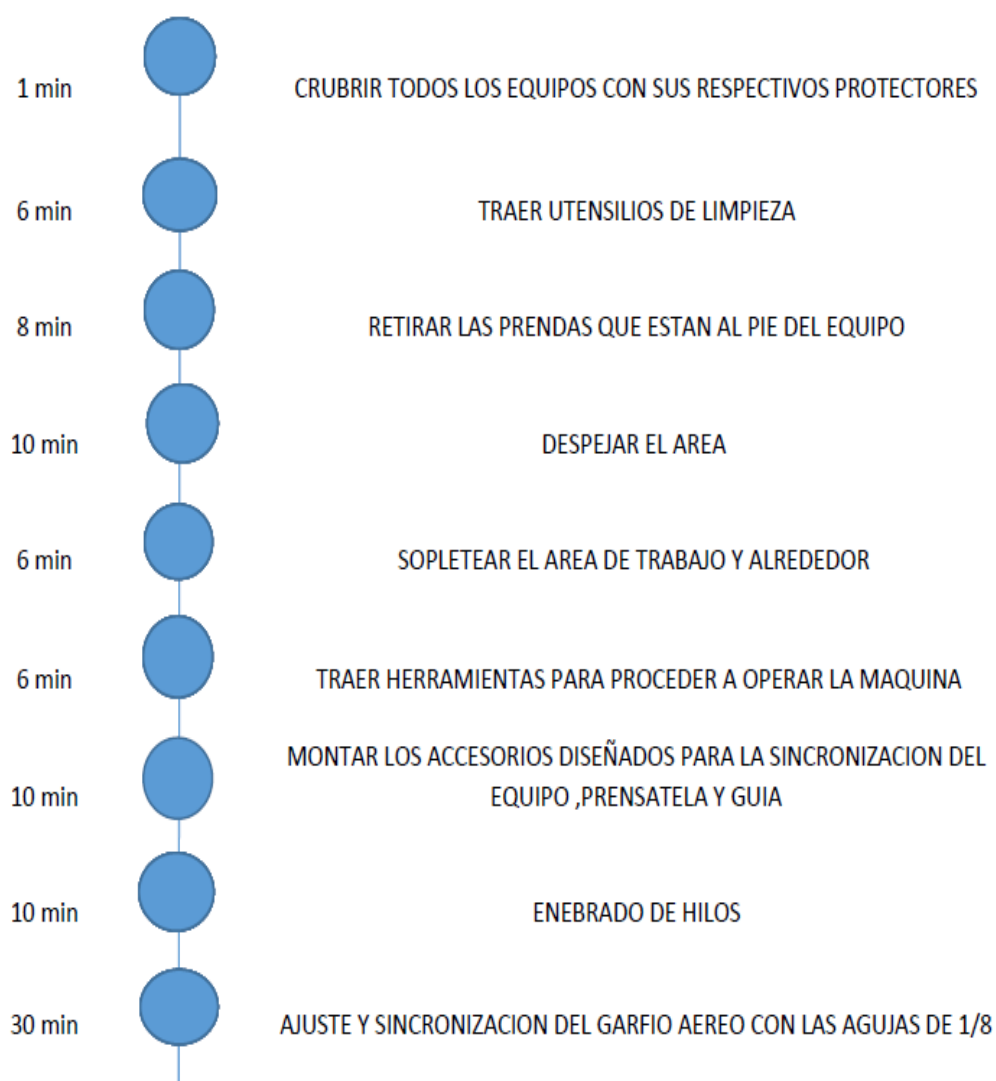 1 min CRUBRIR TODOS LOS EQUIPOS CON SUS RESPECTIVOS PROTECTORES
6 min TRAER UTENSILIOS DE LIMPIEZA
8 min RETIRAR LAS PRENDAS QUE ESTAN AL PIE DEL EQUIPO
10 min DESPEJAR EL AREA
6 min SOPLETEAR EL AREA DE TRABAJO Y ALREDEDOR
6 min TRAER HERRAMIENTAS PARA PROCEDER A OPERAR LA MAQUINA
MONTAR LOS ACCESORIOS DISEÑADOS PARA LA SINCRONIZACION DEL
10 min EQUIPO ,PRENSATELA Y GUIA
10 min ENEBRADO DE HILOS
30 min AJUSTE Y SINCRONIZACION DEL GARFIO AEREO CON LAS AGUJAS DE 1/8